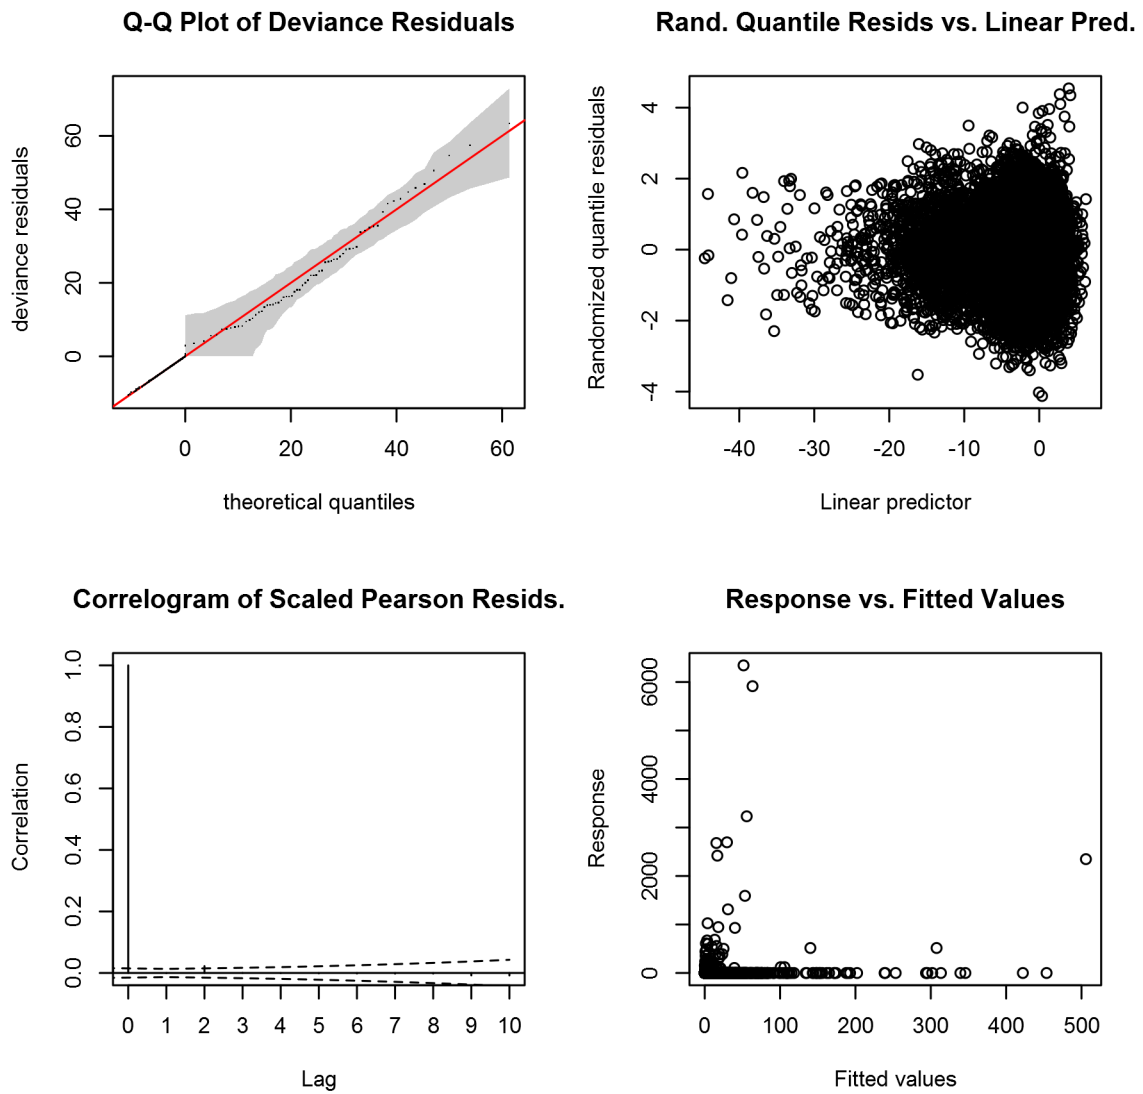 Q-Q Plot of Deviance Residuals
deviance residuals
60
40
20
0
0 20 40 60
theoretical quantiles
Rand. Quantile Resids vs. Linear Pred.
Randomized quantile residuals
4
2
0
-2
-4
-40 -30 -20 -10 0
Linear predictor
Correlogram of Scaled Pearson Resids.
Correlation
1.0
0.8
0.6
0.4
0.2
0.0
0 1 2 3 4 5 6 7 8 9 10
Lag
Response vs. Fitted Values
Response
6000
4000
2000
0
0 100 200 300 400 500
Fitted values